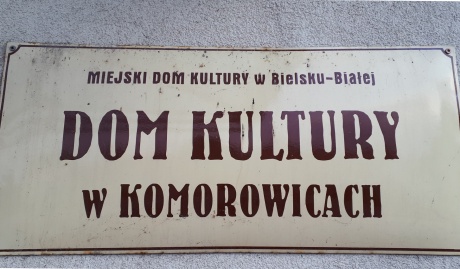 MIEJSKI DOM KULTURY w Bielsku-Białej
DOM KULTURY
w KOMOROWICACH